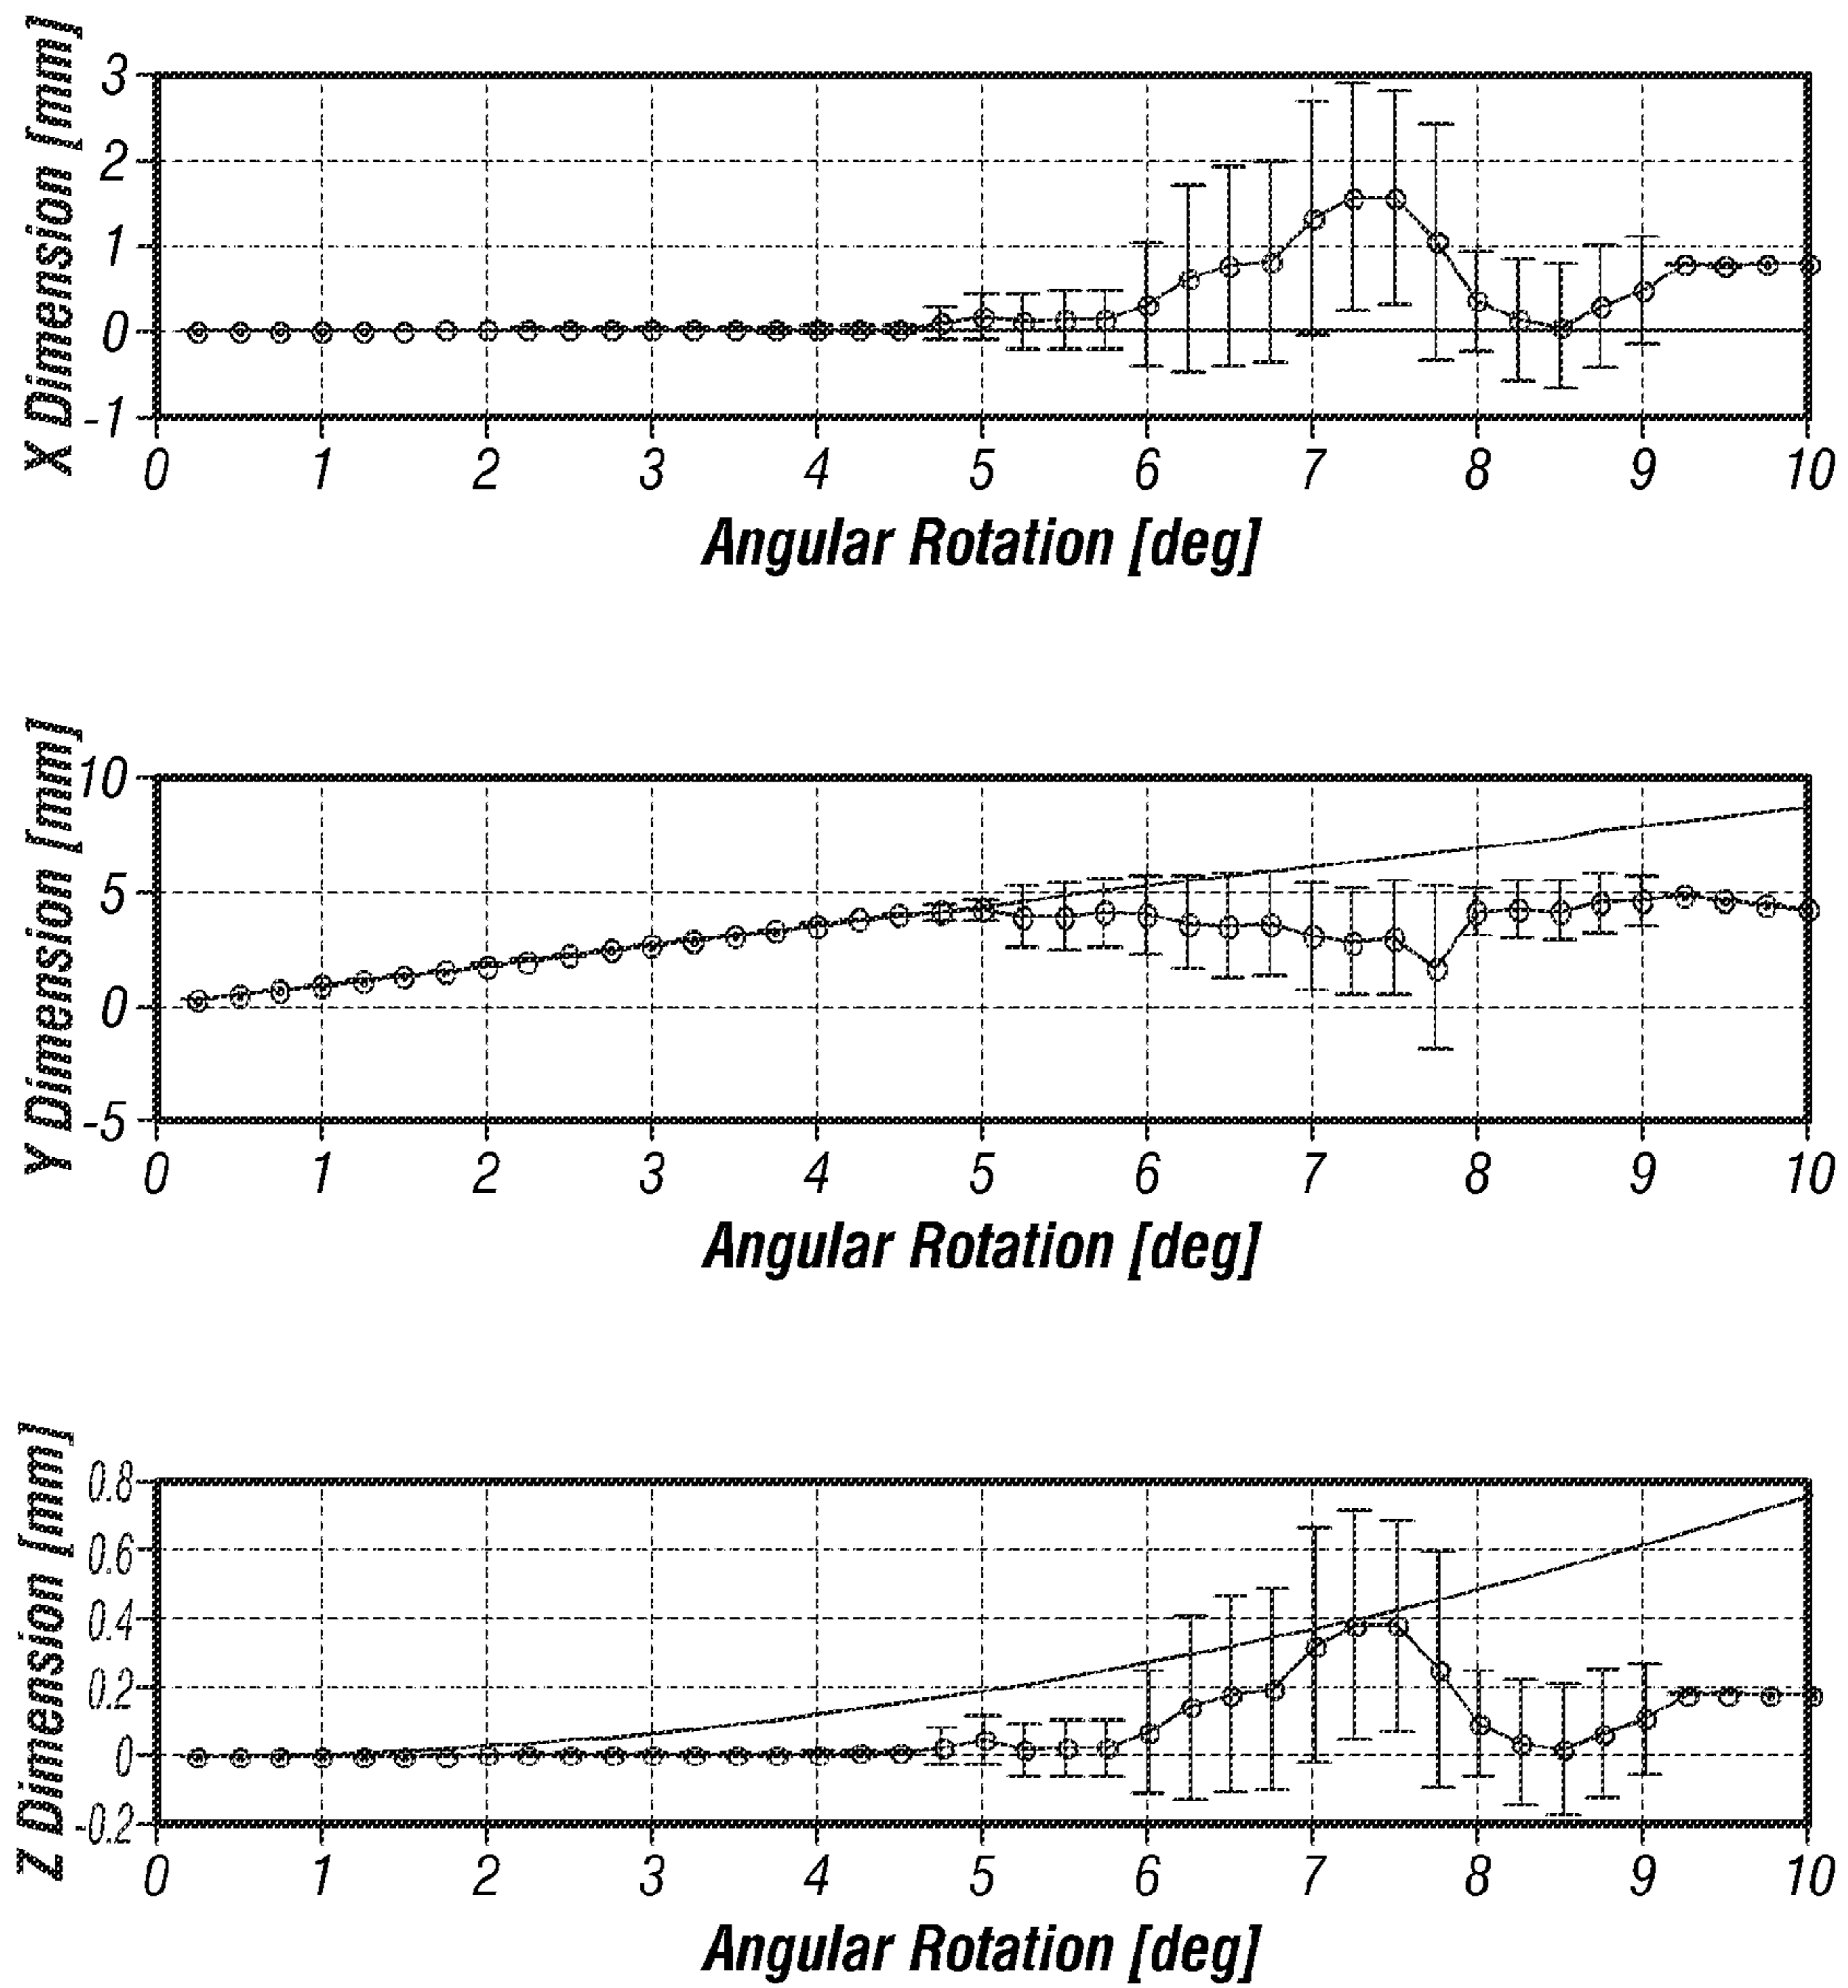 X Dimension [mm]
3
2
1
0
-1
0 1 2 3 4 5 6 7 8 9 10
Angular Rotation [deg]
Y Dimension [mm]
10
5
0
-5
0 1 2 3 4 5 6 7 8 9 10
Angular Rotation [deg]
Z Dimension [mm]
0.8
0.6
0.4
0.2
0
-0.2
0 1 2 3 4 5 6 7 8 9 10
Angular Rotation [deg]